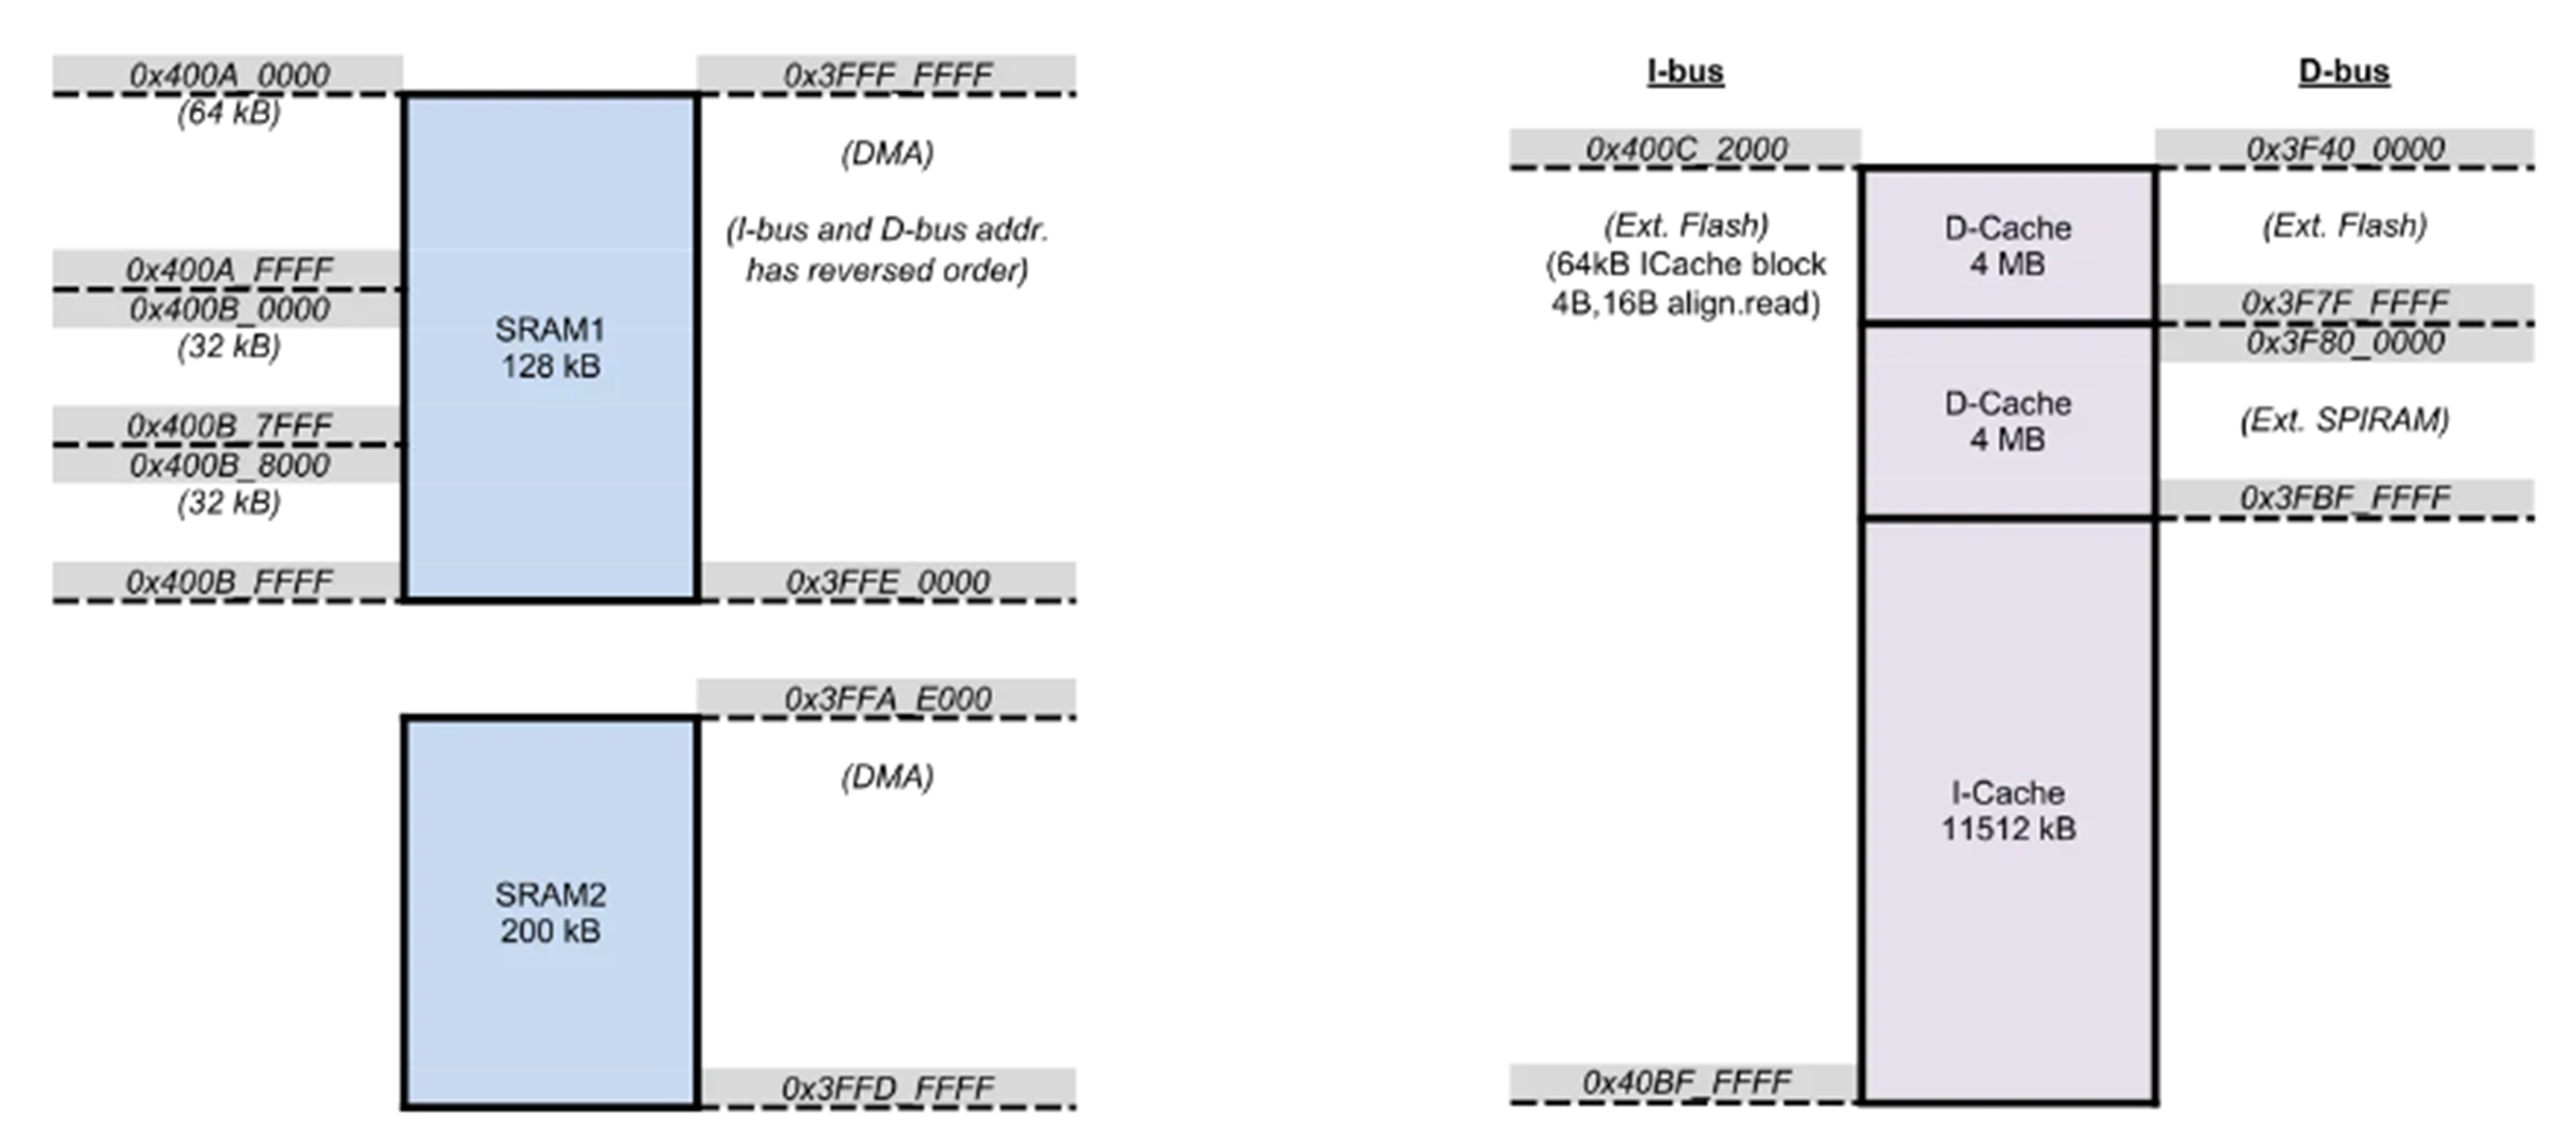 0x400A_0000
(64 kB)
0x400A_FFFF
0x400B_0000
(32 kB)
0x400B_7FFF
0x400B_8000
(32 kB)
0x400B_FFFF
SRAM1
128 kB
0x3FFF_FFFF
(DMA)
(I-bus and D-bus addr.
has reversed order)
0x3FFE_0000
SRAM2
200 kB
0x3FFA_E000
(DMA)
0x3FFD_FFFF
I-bus
D-bus
0x400C_2000
(Ext. Flash)
(64kB ICache block
4B,16B align.read)
0x40BF_FFFF
D-Cache
4 MB
D-Cache
4 MB
I-Cache
11512 kB
0x3F40_0000
(Ext. Flash)
0x3F7F_FFFF
0x3F80_0000
(Ext. SPIRAM)
0x3FBF_FFFF